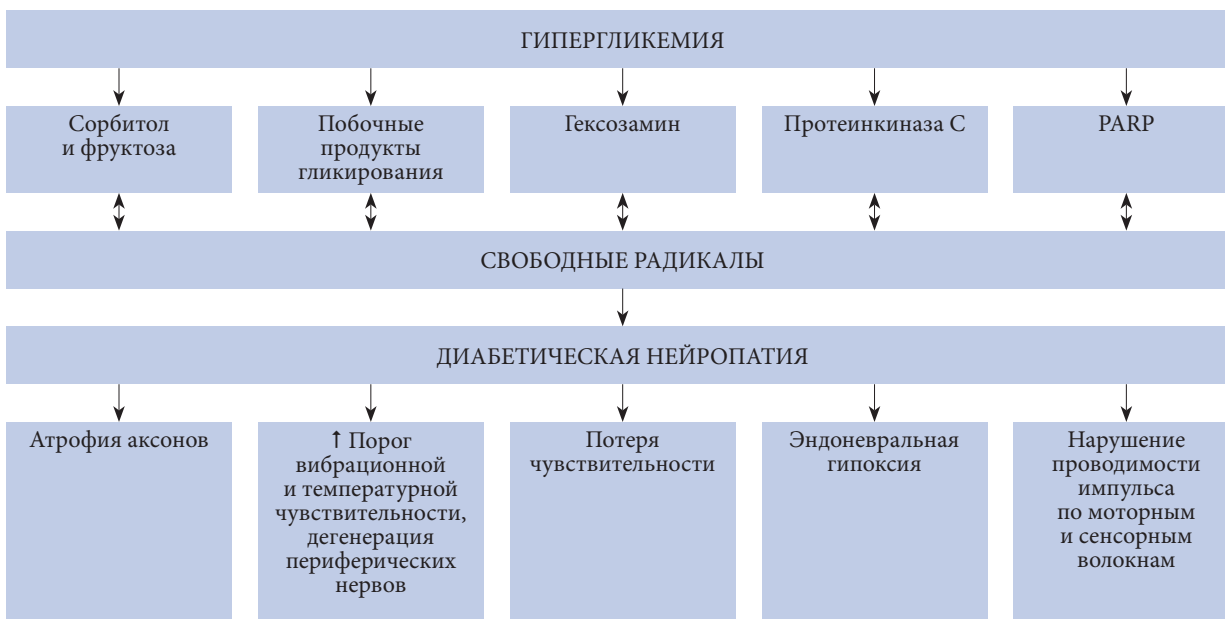 ГИПЕРГЛИКЕМИЯ
Сорбитол
и фруктоза
Побочные
продукты
гликирования
Гексозамин
Протеинкиназа С
PARP
СВОБОДНЫЕ РАДИКАЛЫ
ДИАБЕТИЧЕСКАЯ НЕЙРОПАТИЯ
Атрофия аксонов
↑ Порог
вибрационной
и температурной
чувствительности,
дегенерация
периферических
нервов
Потеря
чувствительности
Эндоневральная
гипоксия
Нарушение
проводимости
импульса
по моторным
и сенсорным
волокнам